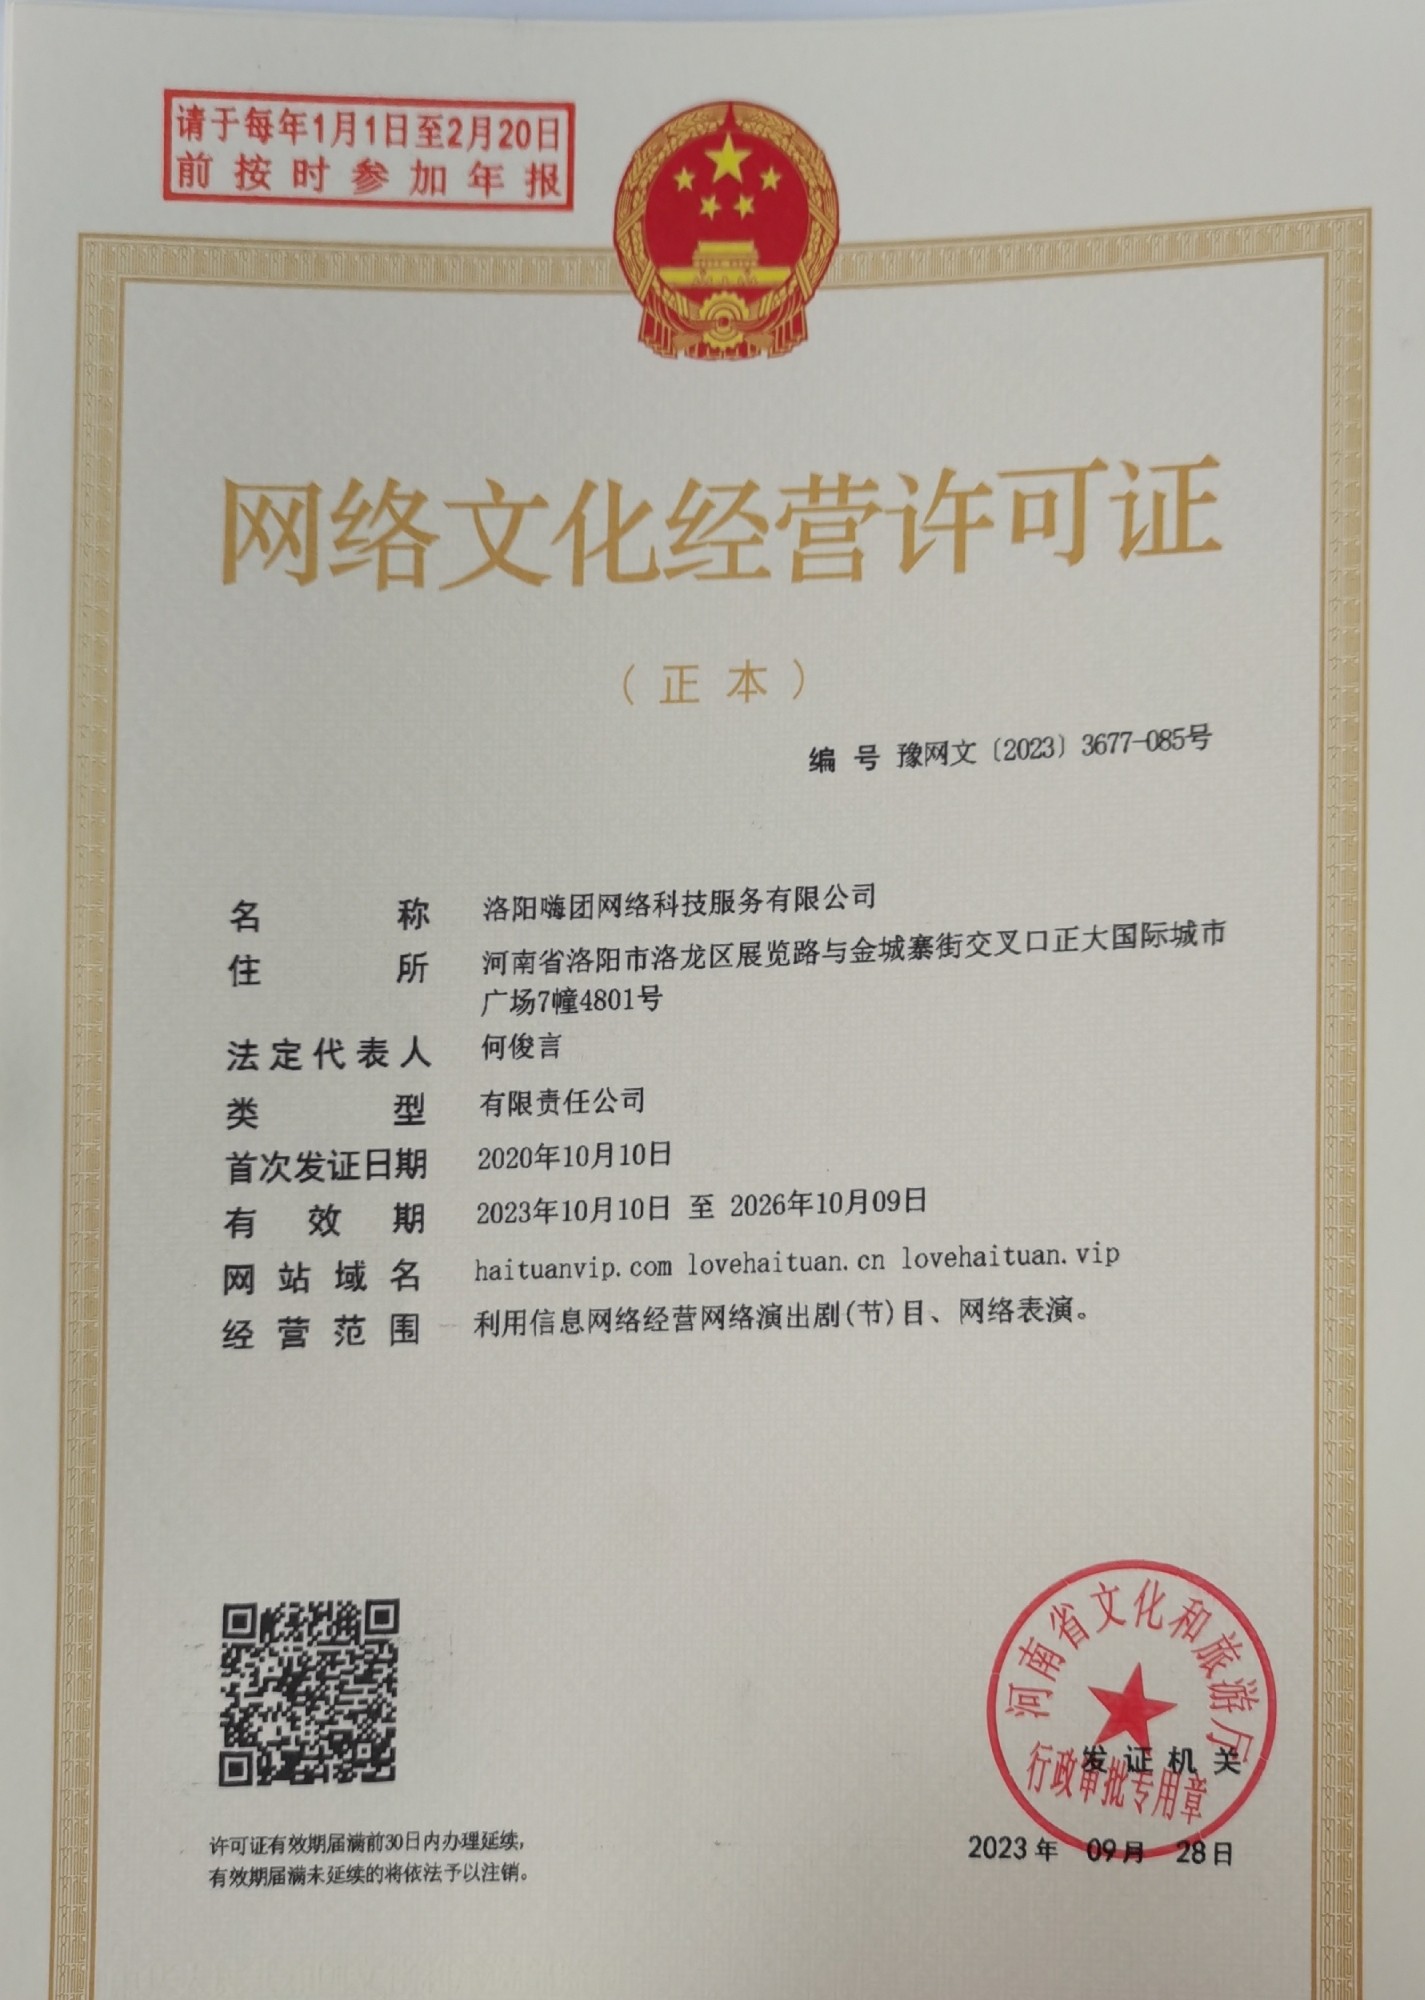 请于每年1月1日至2月20日
前按时参加年报
网络文化经营许可证
（正本）
编号 豫网文〔2023〕3677-085号
名称 洛阳嗨团网络科技服务有限公司
住所 河南省洛阳市洛龙区展览路与金城寨街交叉口正大国际城市
广场7幢4801号
法定代表人 何俊言
类型 有限责任公司
首次发证日期 2020年10月10日
有效期 2023年10月10日 至 2026年10月09日
网站域名 haituanvip.com lovehaituan.cn lovehaituan.vip
经营范围 利用信息网络经营网络演出剧(节)目、网络表演。
河南省文化和旅游厅
发证机关
行政审批专用章
2023年 09月 28日
许可证有效期届满前30日内办理延续,
有效期届满未延续的将依法予以注销。